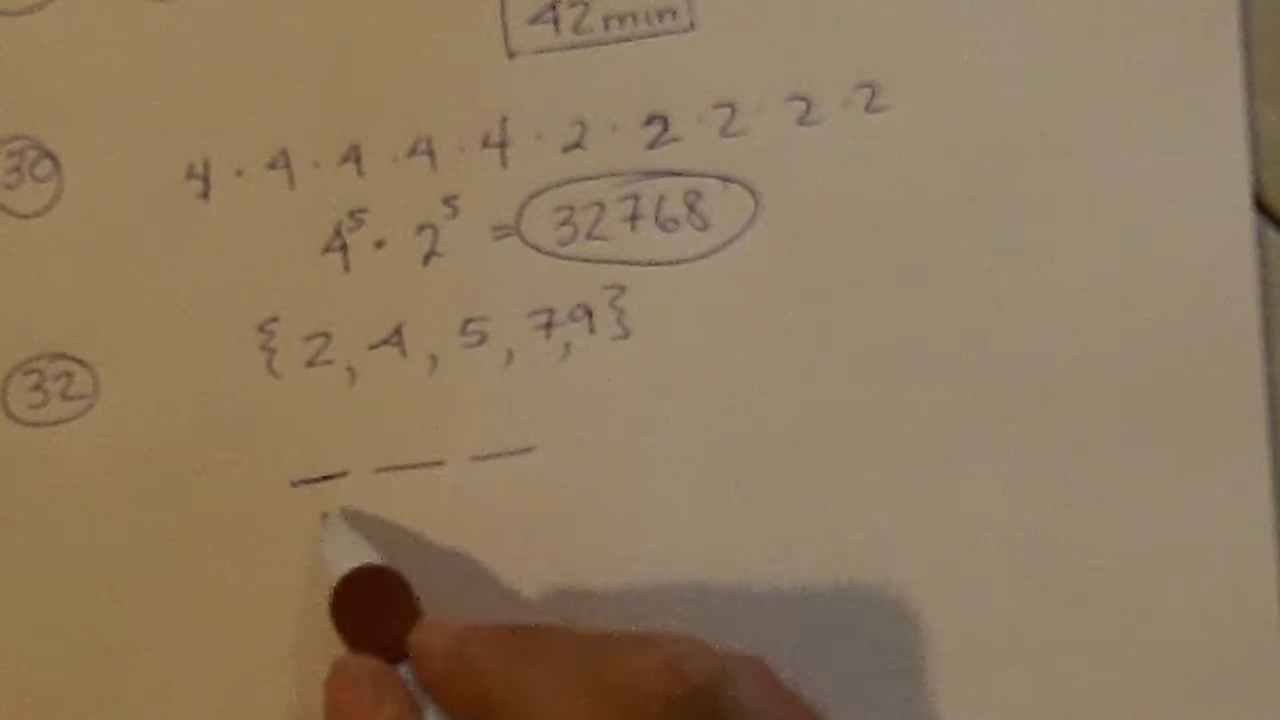 42min
30 4 · 4 · 4 · 4 · 4 · 2 · 2 · 2 · 2 · 2
4⁵ · 2⁵ = 32768
32 {2, 4, 5, 7, 9}